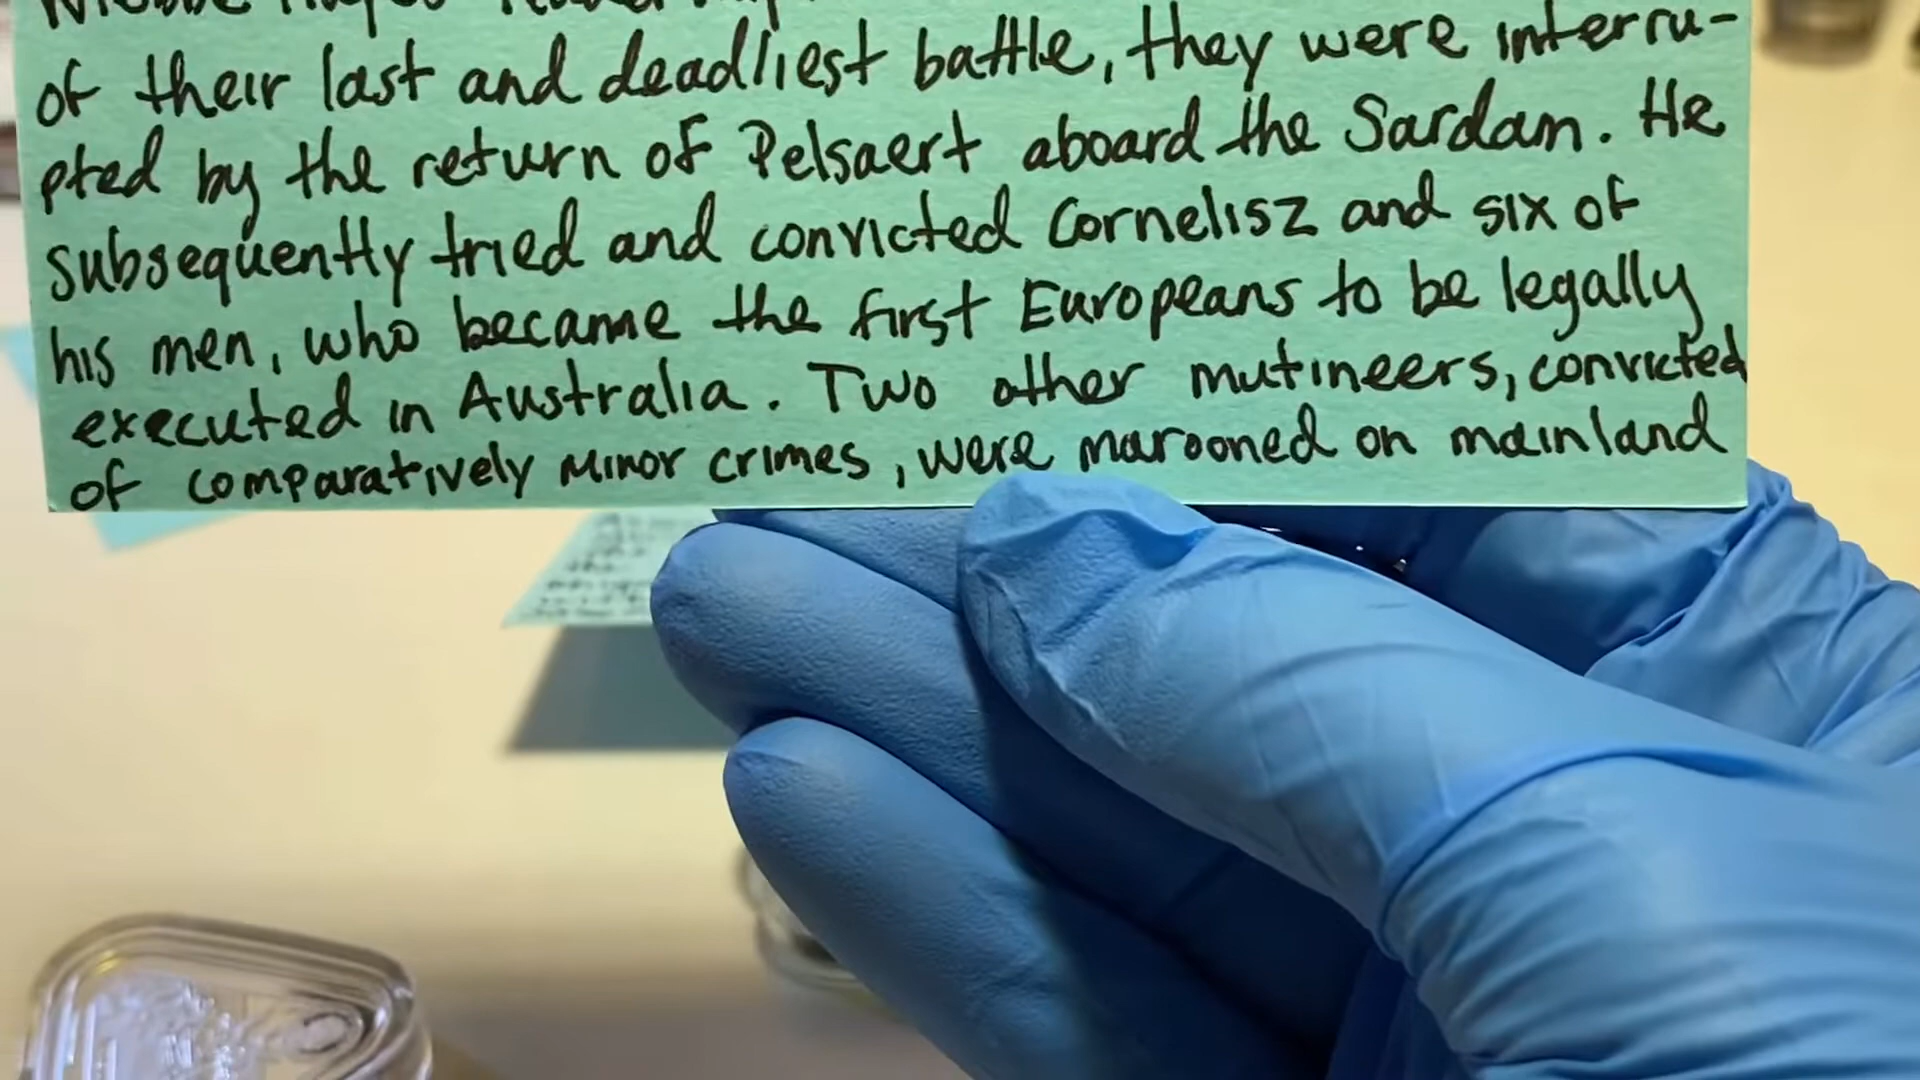 of their last and deadliest battle, they were interru-
pted by the return of Pelsaert aboard the Sardam. He
subsequently tried and convicted Cornelisz and six of
his men, who became the first Europeans to be legally
executed in Australia. Two other mutineers, convicted
of comparatively minor crimes, were marooned on mainland